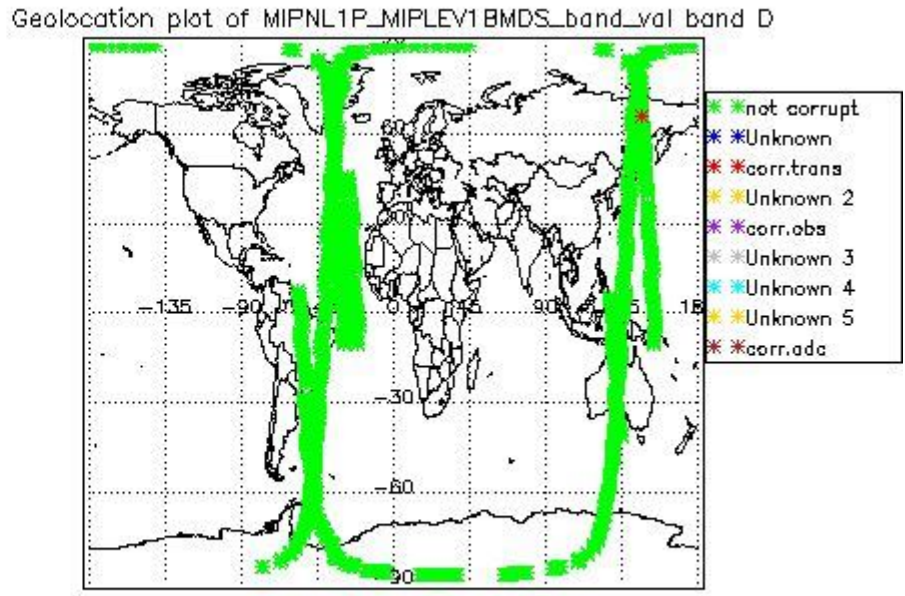 Geolocation plot of MIPNL1P_MIPLEV1BMDS_band_val band D
not corrupt
Unknown
corr.trans
Unknown 2
corr.obs
Unknown 3
Unknown 4
Unknown 5
corr.adc
60
-135
-90
0
90
-30
-60
-90